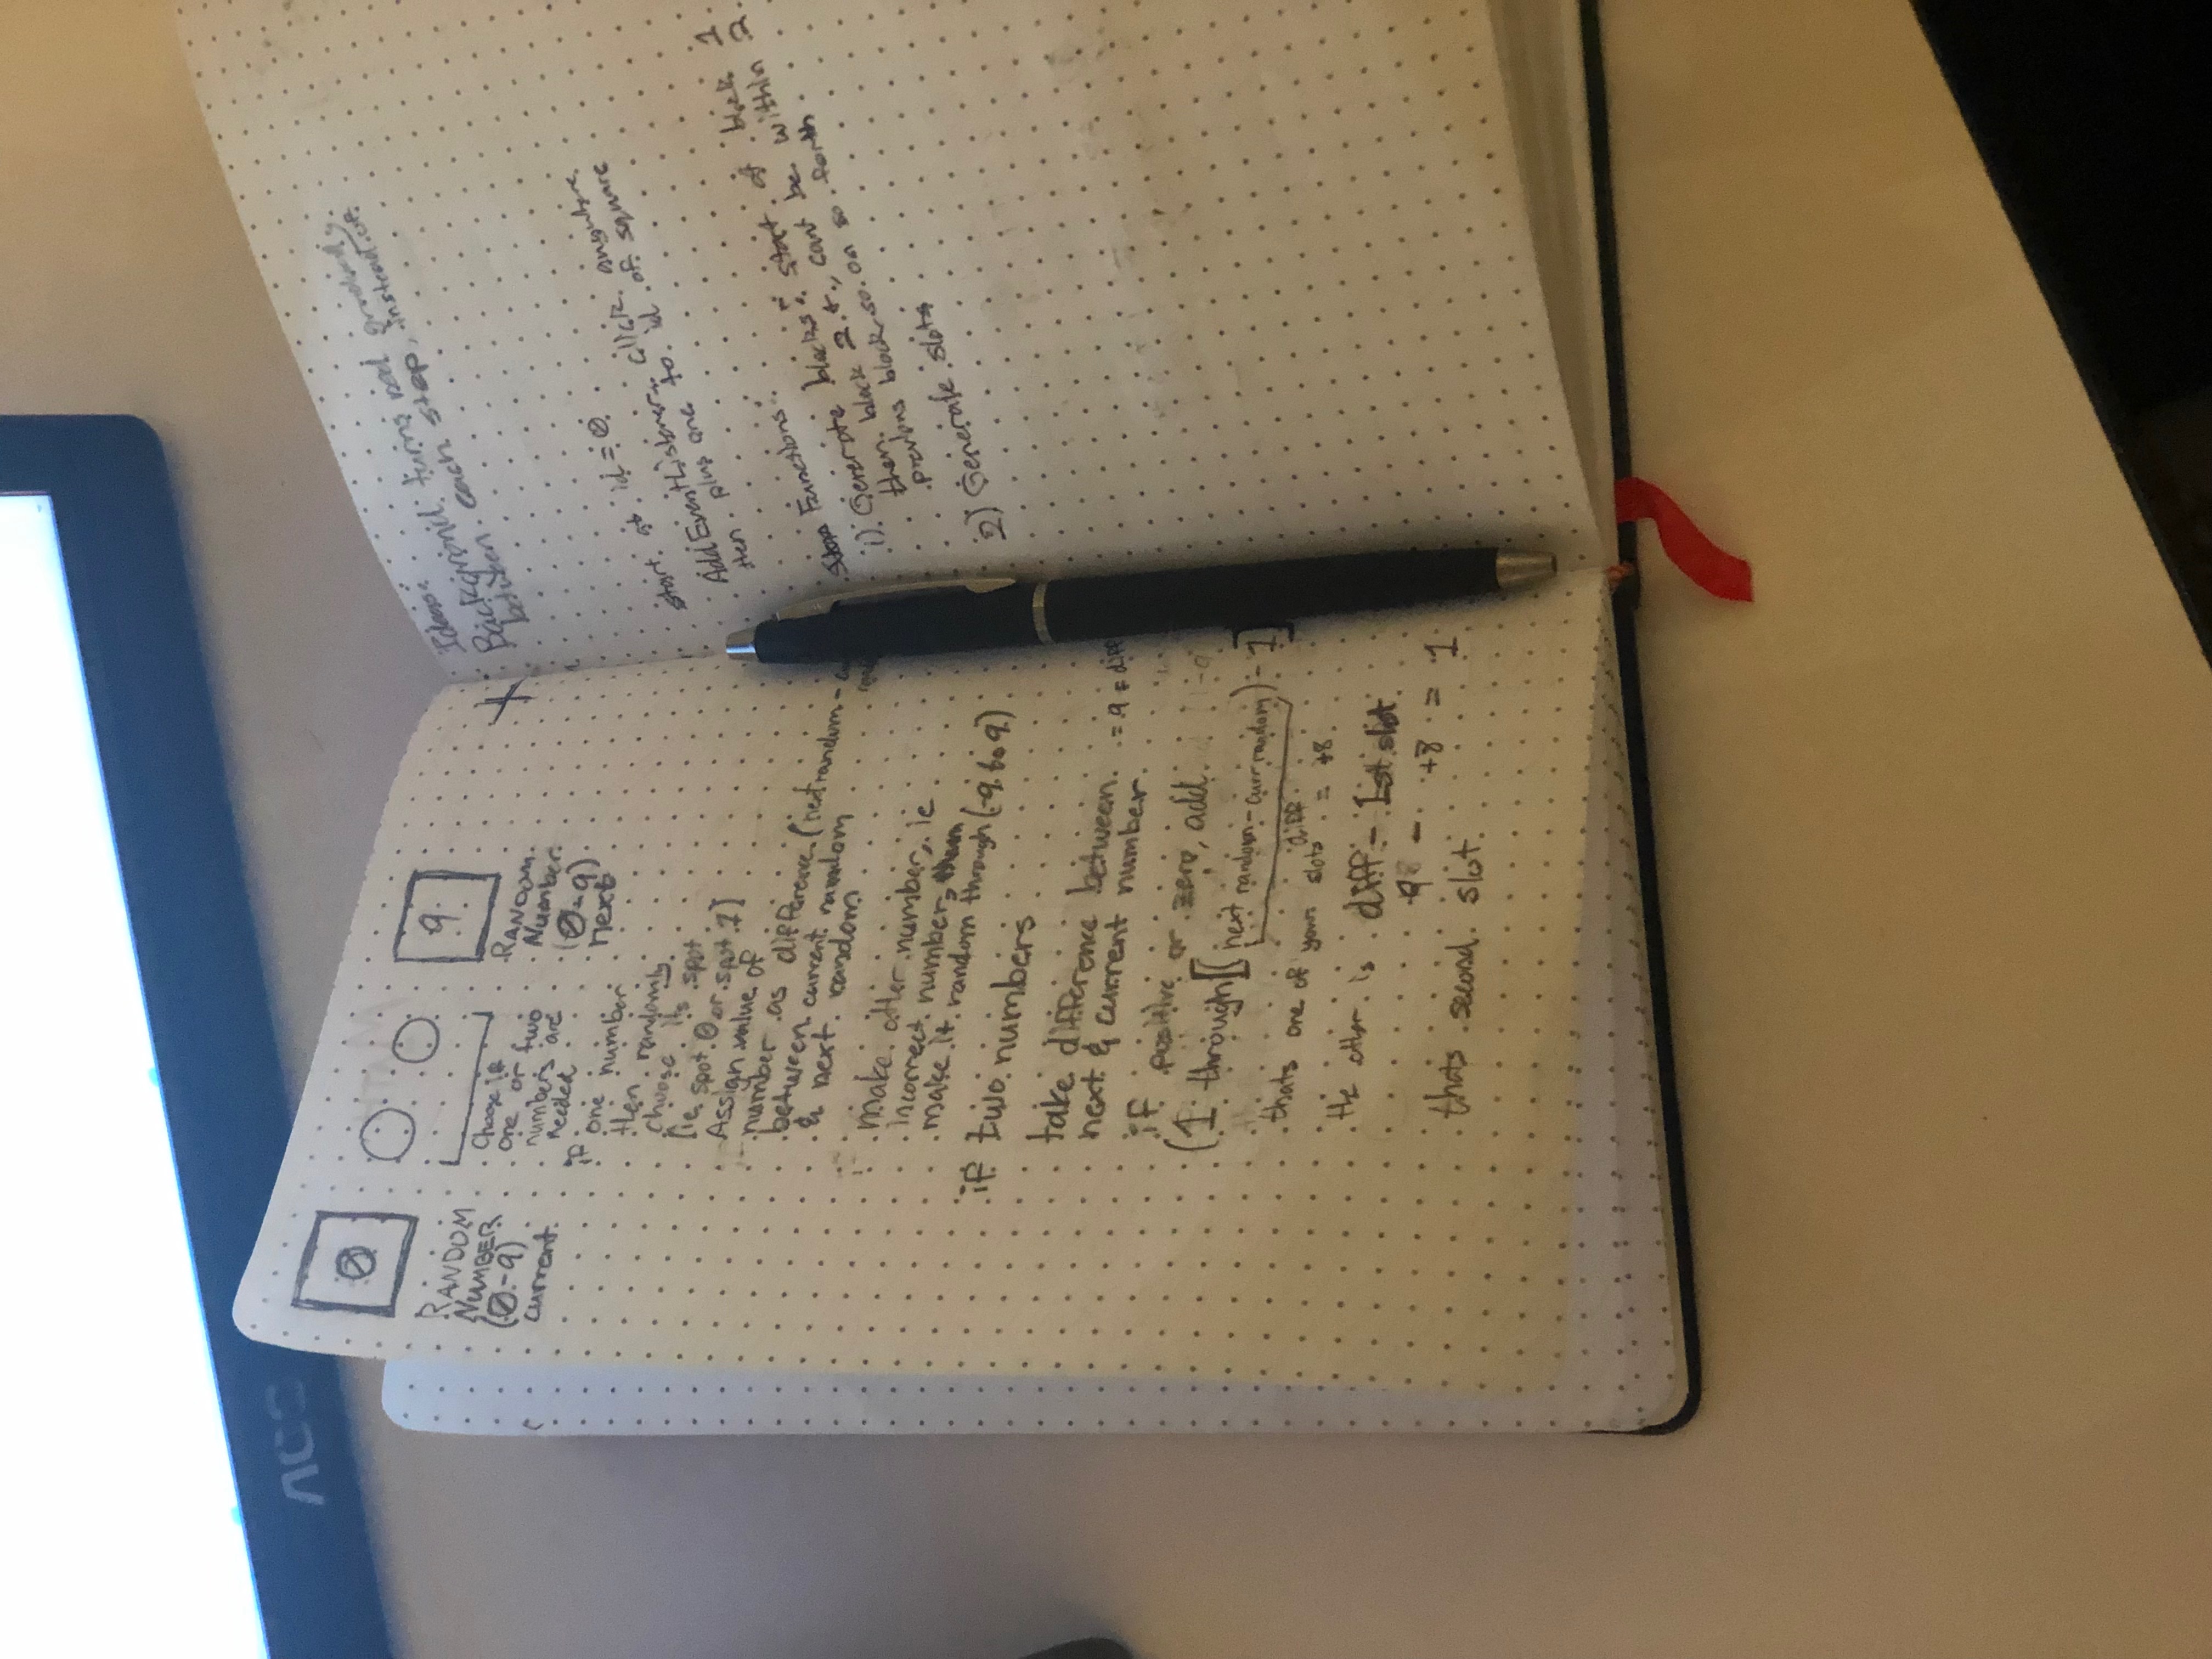 AOC
0
RANDOM
NUMBER
(0-9)
current
Choose if
one or two
numbers are
needed
9
RANDOM
Number
(0-9)
next
if one number
then randomly
choose its spot
[ie spot 0 or spot 1]
Assign value of
number as difference (next random -
between current random
& next random
make other number, ie
incorrect number,
make it random through (-9 to 9)
if two numbers
take difference between
next & current number. = 9 = diff
if positive or zero, add
(1 through [(next random - curr random) - 1]
diff
thats one of your slots = +8
the other is diff - 1st slot
9 - +8 = 1
thats second slot.
X
Ideas:
Background turns red gradually
between each step, instead of
start at id = 0
AddEventListener, click anywhere
then plus one to id of square
Functions:
1) Generate blocks: start at block 1
then block 2 +, cant be within 2
previous block so on so forth
2) Generate slots